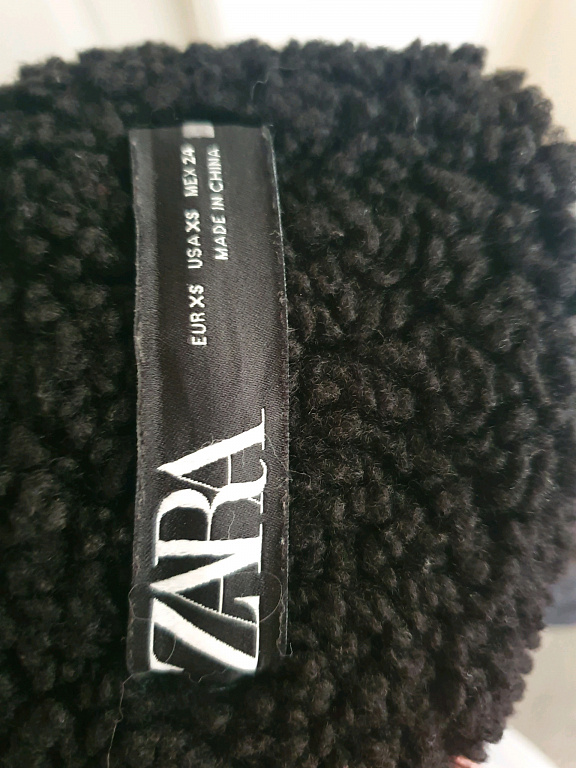 ZARA
EUR XS USA XS MEX 24
MADE IN CHINA